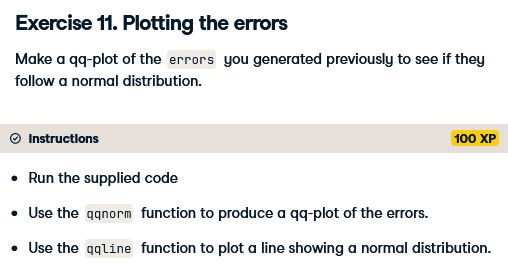 Exercise 11. Plotting the errors
Make a qq-plot of the errors you generated previously to see if they
follow a normal distribution.
Instructions 100 XP
Run the supplied code
Use the qqnorm function to produce a qq-plot of the errors.
Use the qqline function to plot a line showing a normal distribution.